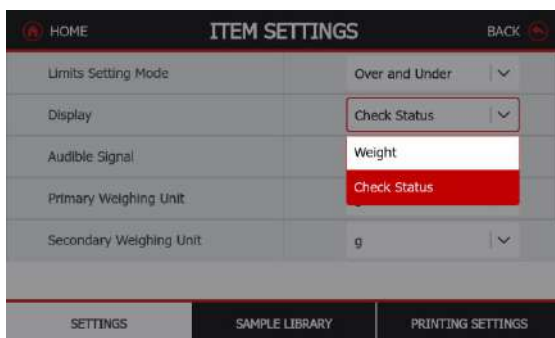 HOME
ITEM SETTINGS
BACK
Limits Setting Mode
Over and Under
Display
Check Status
Audible Signal
Weight
Check Status
Primary Weighing Unit
Secondary Weighing Unit
g
SETTINGS
SAMPLE LIBRARY
PRINTING SETTINGS